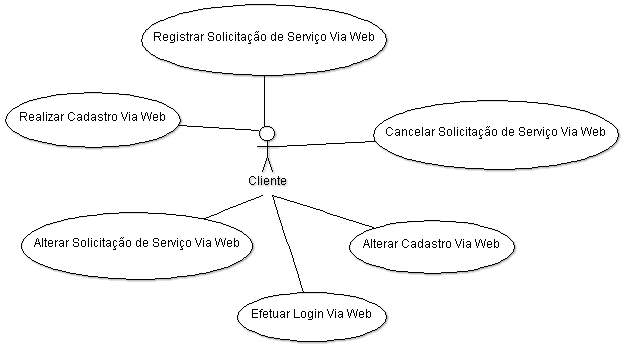 Registrar Solicitação de Serviço Via Web
Realizar Cadastro Via Web
Cancelar Solicitação de Serviço Via Web
Cliente
Alterar Solicitação de Serviço Via Web
Alterar Cadastro Via Web
Efetuar Login Via Web